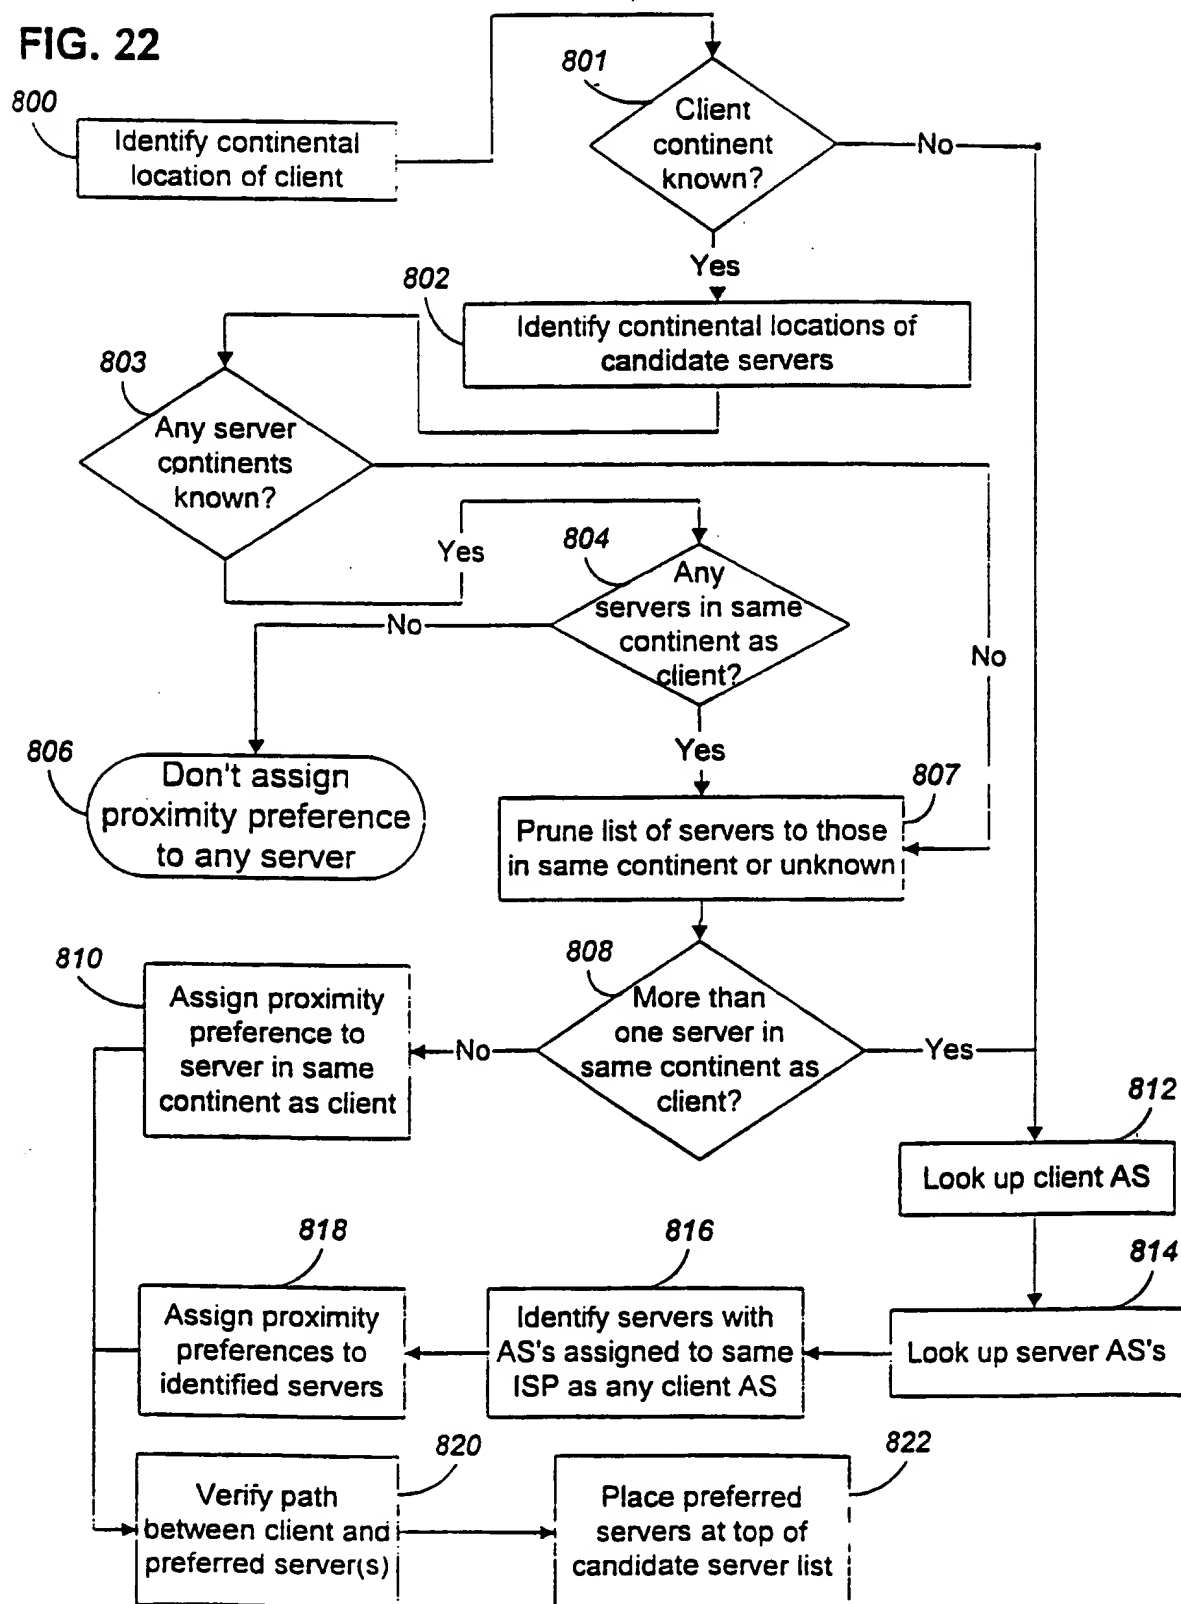 FIG. 22
800
Identify continental
location of client
801
Client
continent
known?
No
Yes
802
Identify continental locations of
candidate servers
803
Any server
continents
known?
Yes
No
804
Any
servers in same
continent as
client?
No
Yes
806
Don't assign
proximity preference
to any server
807
Prune list of servers to those
in same continent or unknown
808
More than
one server in
same continent as
client?
No
Yes
810
Assign proximity
preference to
server in same
continent as client
812
Look up client AS
814
Look up server AS's
816
Identify servers with
AS's assigned to same
ISP as any client AS
818
Assign proximity
preferences to
identified servers
820
Verify path
between client and
preferred server(s)
822
Place preferred
servers at top of
candidate server list